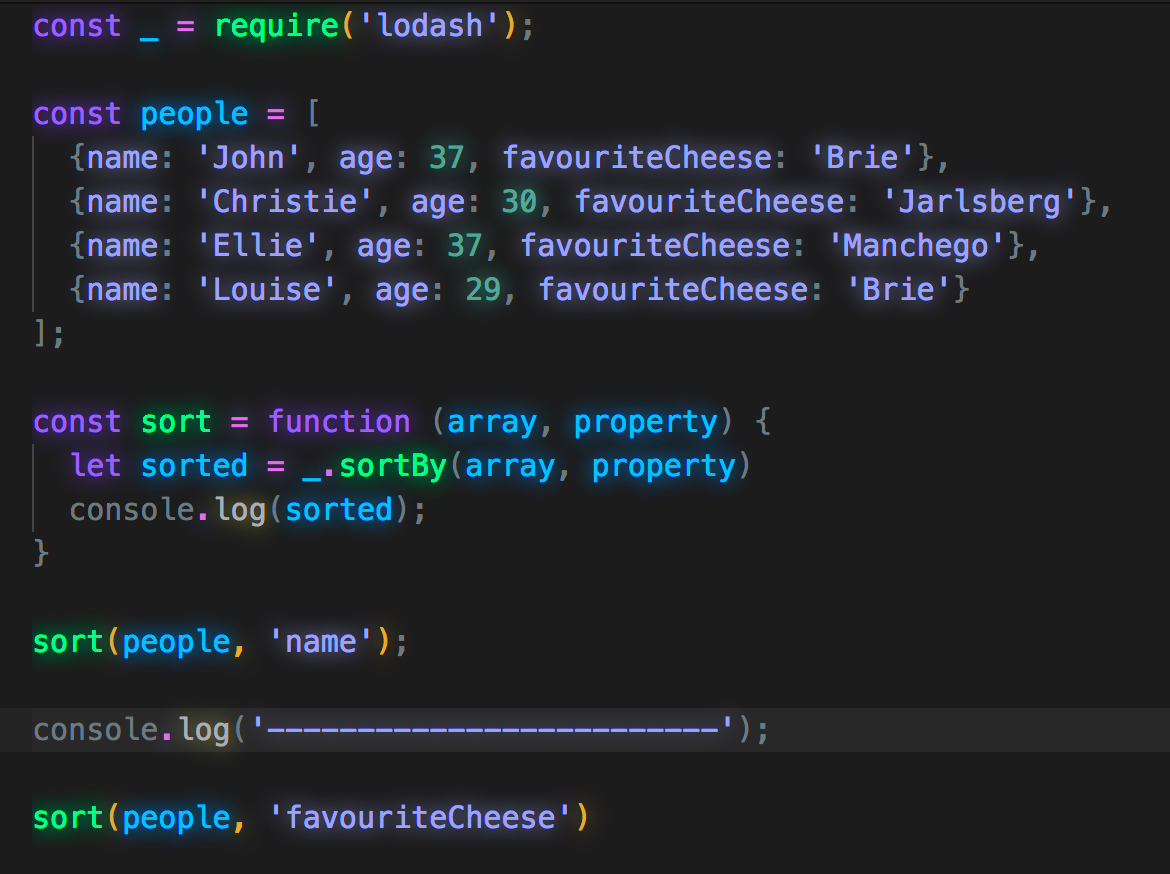 const _ = require('lodash');
const people = [
  {name: 'John', age: 37, favouriteCheese: 'Brie'},
  {name: 'Christie', age: 30, favouriteCheese: 'Jarlsberg'},
  {name: 'Ellie', age: 37, favouriteCheese: 'Manchego'},
  {name: 'Louise', age: 29, favouriteCheese: 'Brie'}
];
const sort = function (array, property) {
  let sorted = _.sortBy(array, property)
  console.log(sorted);
}
sort(people, 'name');
console.log('-------------------------');
sort(people, 'favouriteCheese')